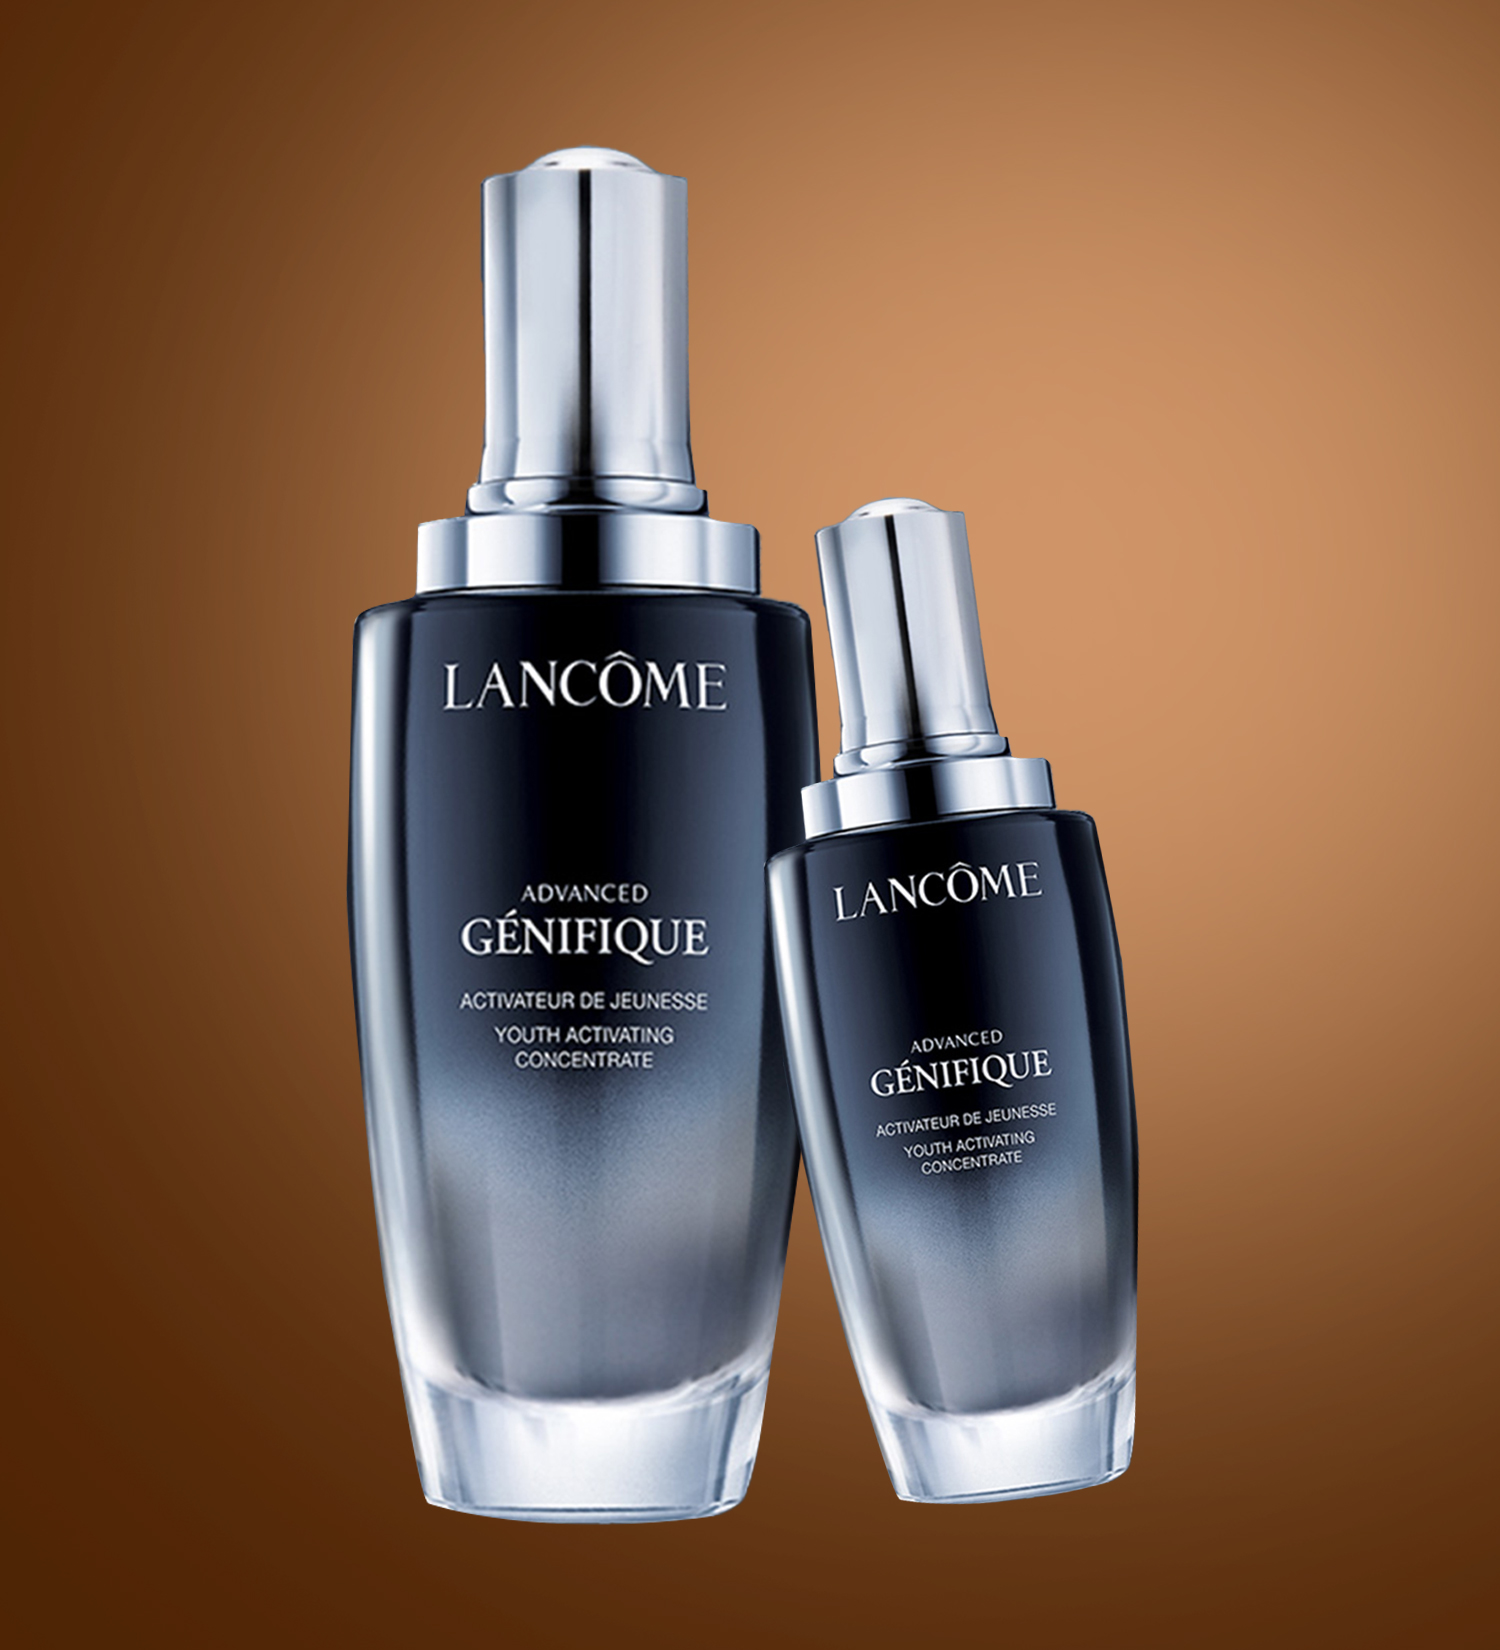 LANCÔME
ADVANCED
GÉNIFIQUE
ACTIVATEUR DE JEUNESSE
YOUTH ACTIVATING
CONCENTRATE
LANCÔME
ADVANCED
GÉNIFIQUE
ACTIVATEUR DE JEUNESSE
YOUTH ACTIVATING
CONCENTRATE